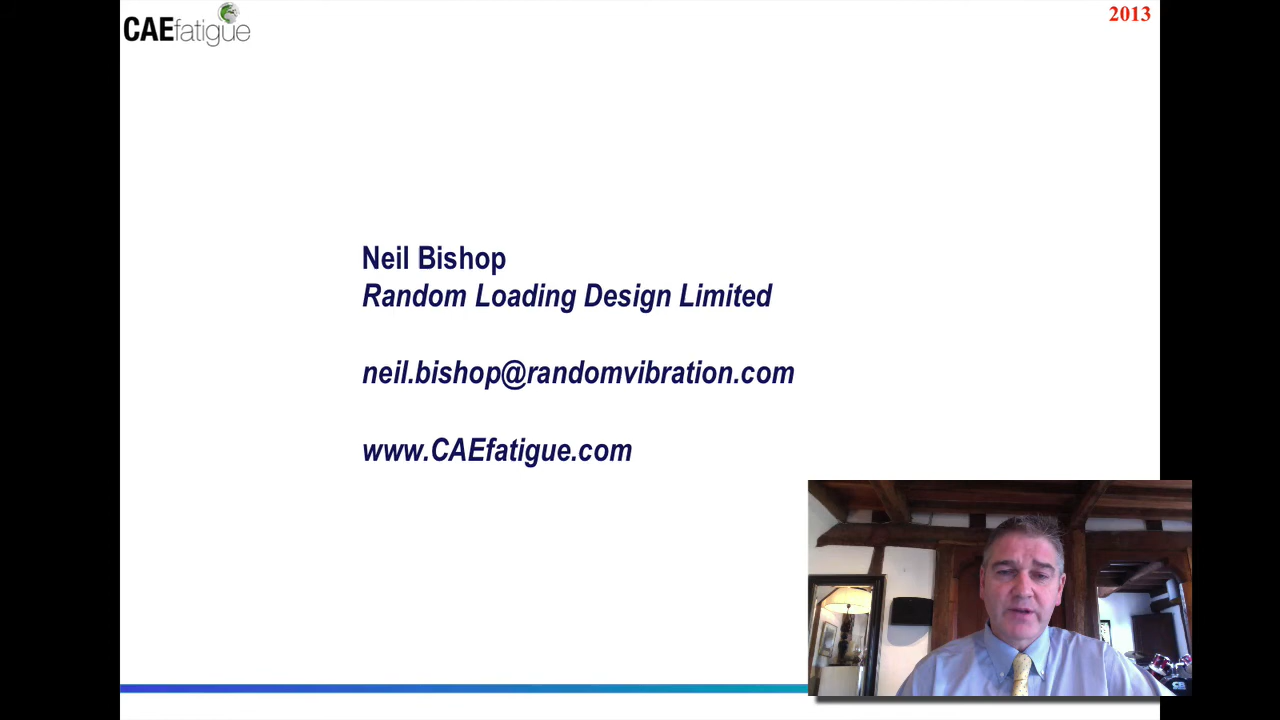 CAEfatigue
2013
Neil Bishop
Random Loading Design Limited
neil.bishop@randomvibration.com
www.CAEfatigue.com